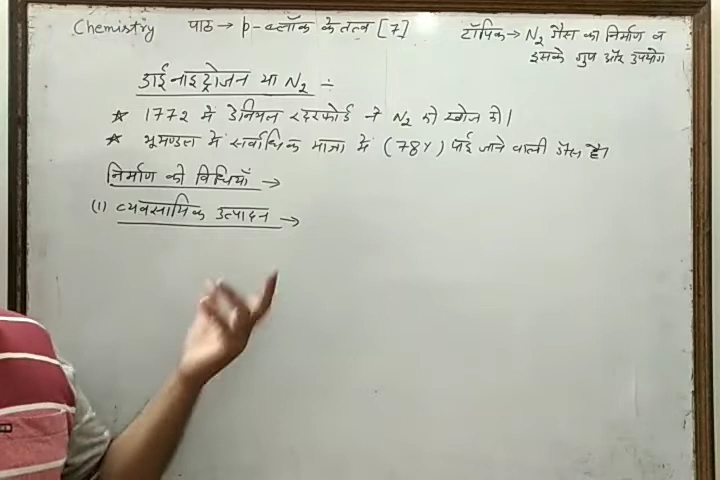 Chemistry पाठ → p-ब्लॉक के तत्व [7] टॉपिक → N₂ गैस का निर्माण व
इसके गुण और उपयोग
डाई नाइट्रोजन या N₂ ÷
★ 1772 में डेनियल रदरफोर्ड ने N₂ की खोज की।
★ भूमण्डल में सर्वाधिक मात्रा में (78%) पाई जाने वाली गैस है।
निर्माण की विधियाँ →
(1) व्यवसायिक उत्पादन →